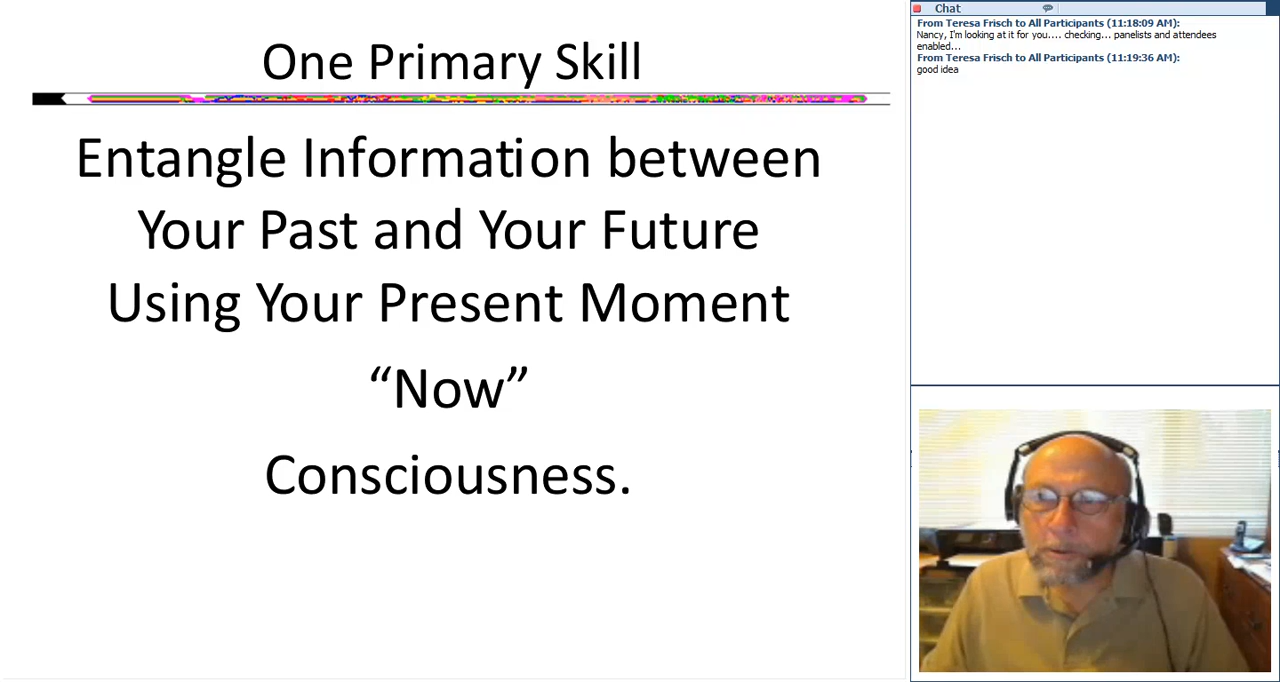 One Primary Skill
Entangle Information between
Your Past and Your Future
Using Your Present Moment
“Now”
Consciousness.
Chat
From Teresa Frisch to All Participants (11:18:09 AM):
Nancy, I'm looking at it for you.... checking... panelists and attendees
enabled...
From Teresa Frisch to All Participants (11:19:36 AM):
good idea